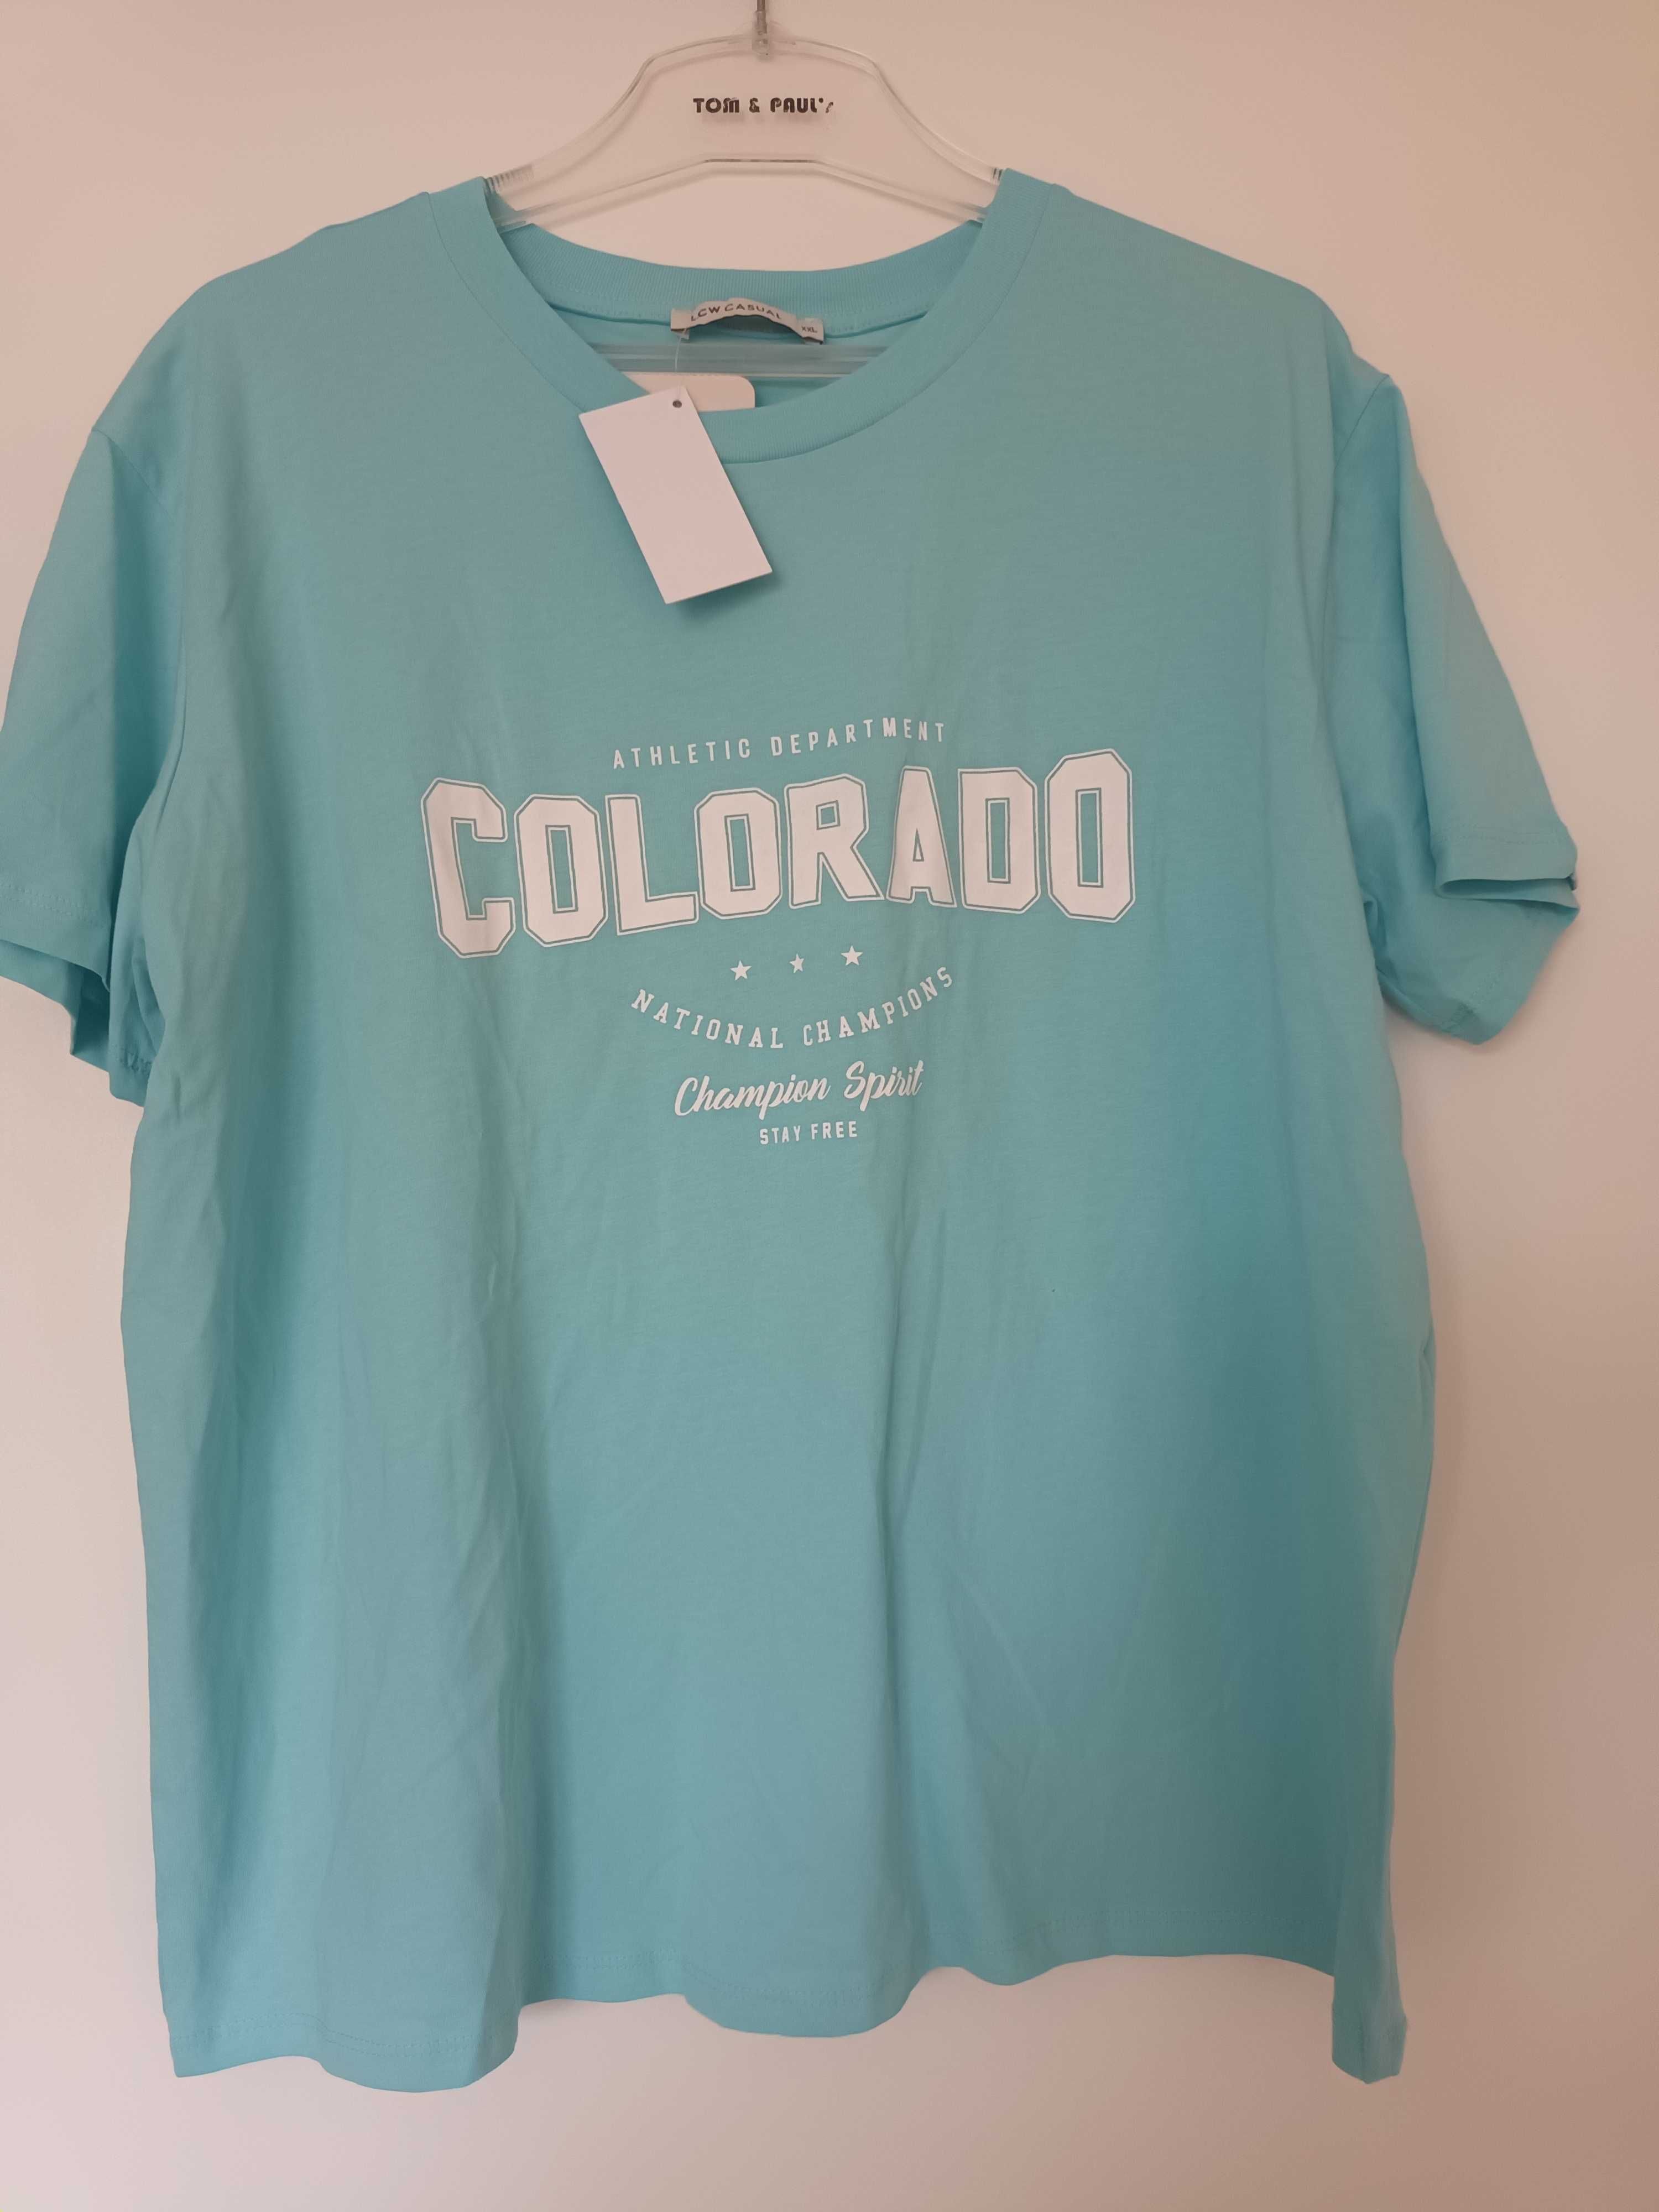 TOM & PAUL's
LCW CASUAL
XXL
ATHLETIC DEPARTMENT
COLORADO
NATIONAL CHAMPIONS
Champion Spirit
STAY FREE